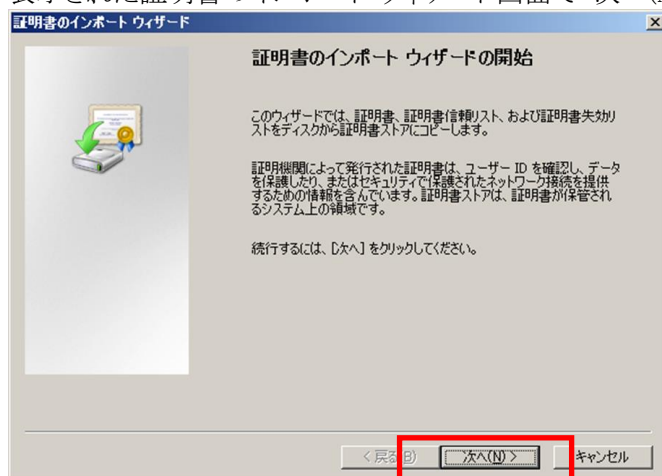 証明書のインポート ウィザード
証明書のインポート ウィザードの開始
このウィザードでは、証明書、証明書信頼リスト、および証明書失効リ
ストをディスクから証明書ストアにコピーします。
証明機関によって発行された証明書は、ユーザー ID を確認し、データ
を保護したり、またはセキュリティで保護されたネットワーク接続を提供
するための情報を含んでいます。証明書ストアは、証明書が保管され
るシステム上の領域です。
続行するには、[次へ] をクリックしてください。
< 戻る(B)
次へ(N) >
キャンセル